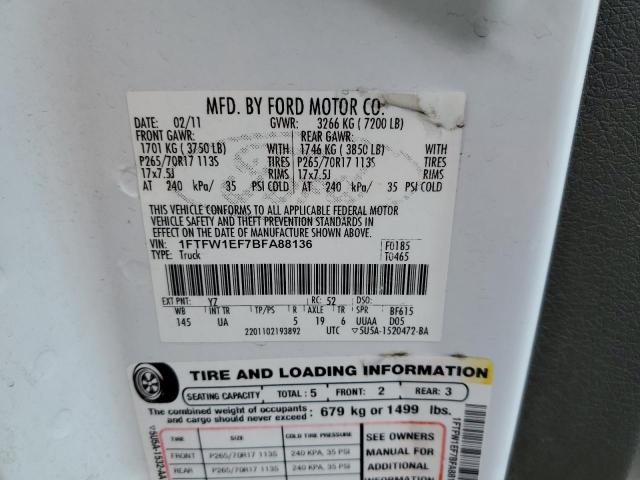 MFD. BY FORD MOTOR CO.
DATE: 02/11 GVWR: 3266 KG ( 7200 LB)
FRONT GAWR: REAR GAWR:
1701 KG ( 3750 LB) WITH 1746 KG ( 3850 LB) WITH
P265/70R17 113S TIRES P265/70R17 113S TIRES
17x7.5J RIMS 17x7.5J RIMS
AT 240 kPa/ 35 PSI COLD AT 240 kPa/ 35 PSI COLD
THIS VEHICLE CONFORMS TO ALL APPLICABLE FEDERAL MOTOR
VEHICLE SAFETY AND THEFT PREVENTION STANDARDS IN
EFFECT ON THE DATE OF MANUFACTURE SHOWN ABOVE.
VIN: 1FTFW1EF7BFA88136 F0185
TYPE: Truck T0465
EXT PNT: YZ RC: 52 DSO:
WB INT TR TP/PS R AXLE TR SPR BF615
145 UA 5 19 6 UUAA D05
2201102193892 UTC ▽5U5A-1520472-BA
TIRE AND LOADING INFORMATION
SEATING CAPACITY TOTAL : 5 FRONT: 2 REAR: 3
The combined weight of occupants and cargo should never exceed : 679 kg or 1499 lbs.
TIRE SIZE COLD TIRE PRESSURE
FRONT P265/70R17 113S 240 KPA, 35 PSI
REAR P265/70R17 113S 240 KPA, 35 PSI
SEE OWNERS
MANUAL FOR
ADDITIONAL
▽5U5A-1532-AA
1FTFW1EF7BFA881